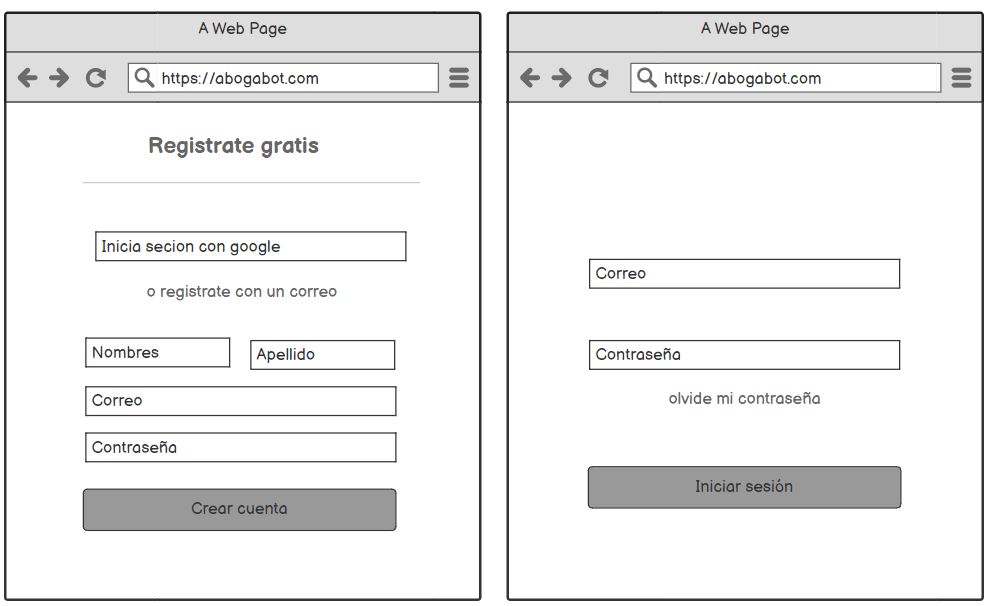 A Web Page
https://abogabot.com
Registrate gratis
Inicia secion con google
o registrate con un correo
Nombres
Apellido
Correo
Contraseña
Crear cuenta
A Web Page
https://abogabot.com
Correo
Contraseña
olvide mi contraseña
Iniciar sesión